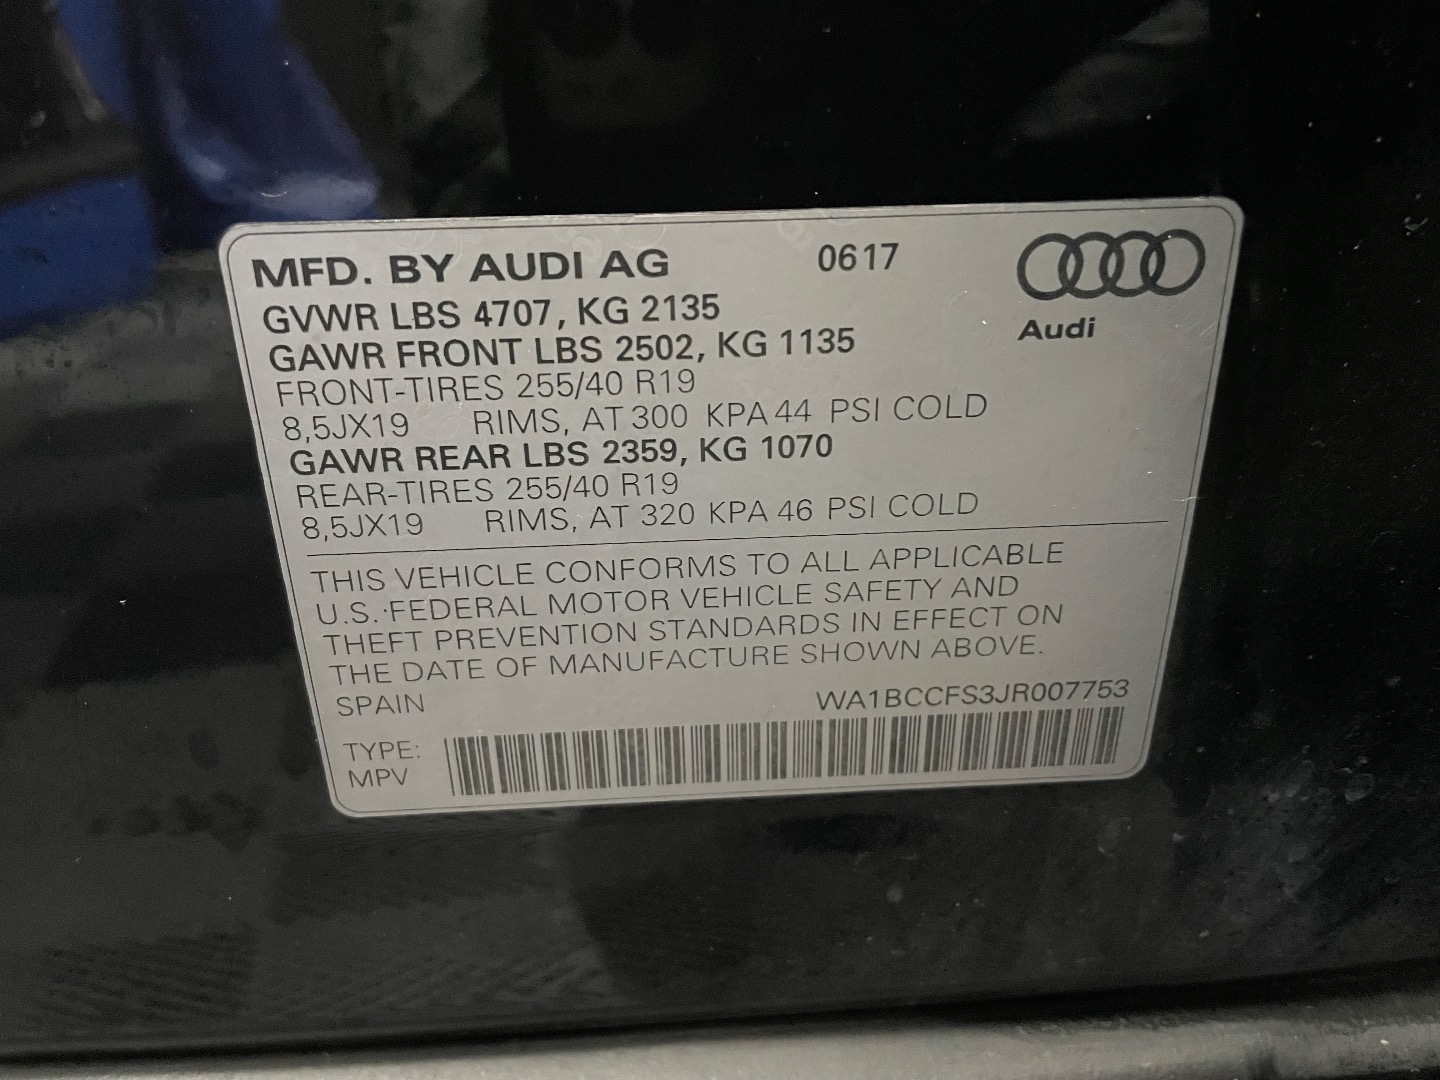 MFD. BY AUDI AG 0617
GVWR LBS 4707, KG 2135
Audi
GAWR FRONT LBS 2502, KG 1135
FRONT-TIRES 255/40 R19
8,5JX19 RIMS, AT 300 KPA 44 PSI COLD
GAWR REAR LBS 2359, KG 1070
REAR-TIRES 255/40 R19
8,5JX19 RIMS, AT 320 KPA 46 PSI COLD
THIS VEHICLE CONFORMS TO ALL APPLICABLE
U.S. FEDERAL MOTOR VEHICLE SAFETY AND
THEFT PREVENTION STANDARDS IN EFFECT ON
THE DATE OF MANUFACTURE SHOWN ABOVE.
SPAIN WA1BCCFS3JR007753
TYPE:
MPV